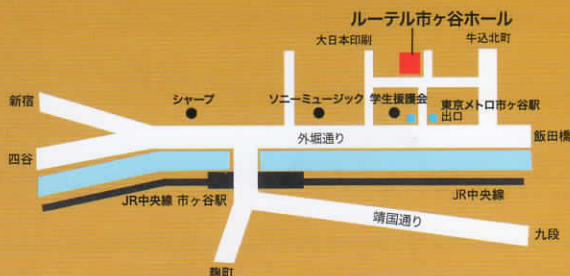 ルーテル市ヶ谷ホール
大日本印刷
牛込北町
新宿
シャープ
ソニーミュージック
学生援護会
東京メトロ市ヶ谷駅
出口
外堀通り
飯田橋
四谷
JR中央線 市ヶ谷駅
JR中央線
靖国通り
九段
麹町